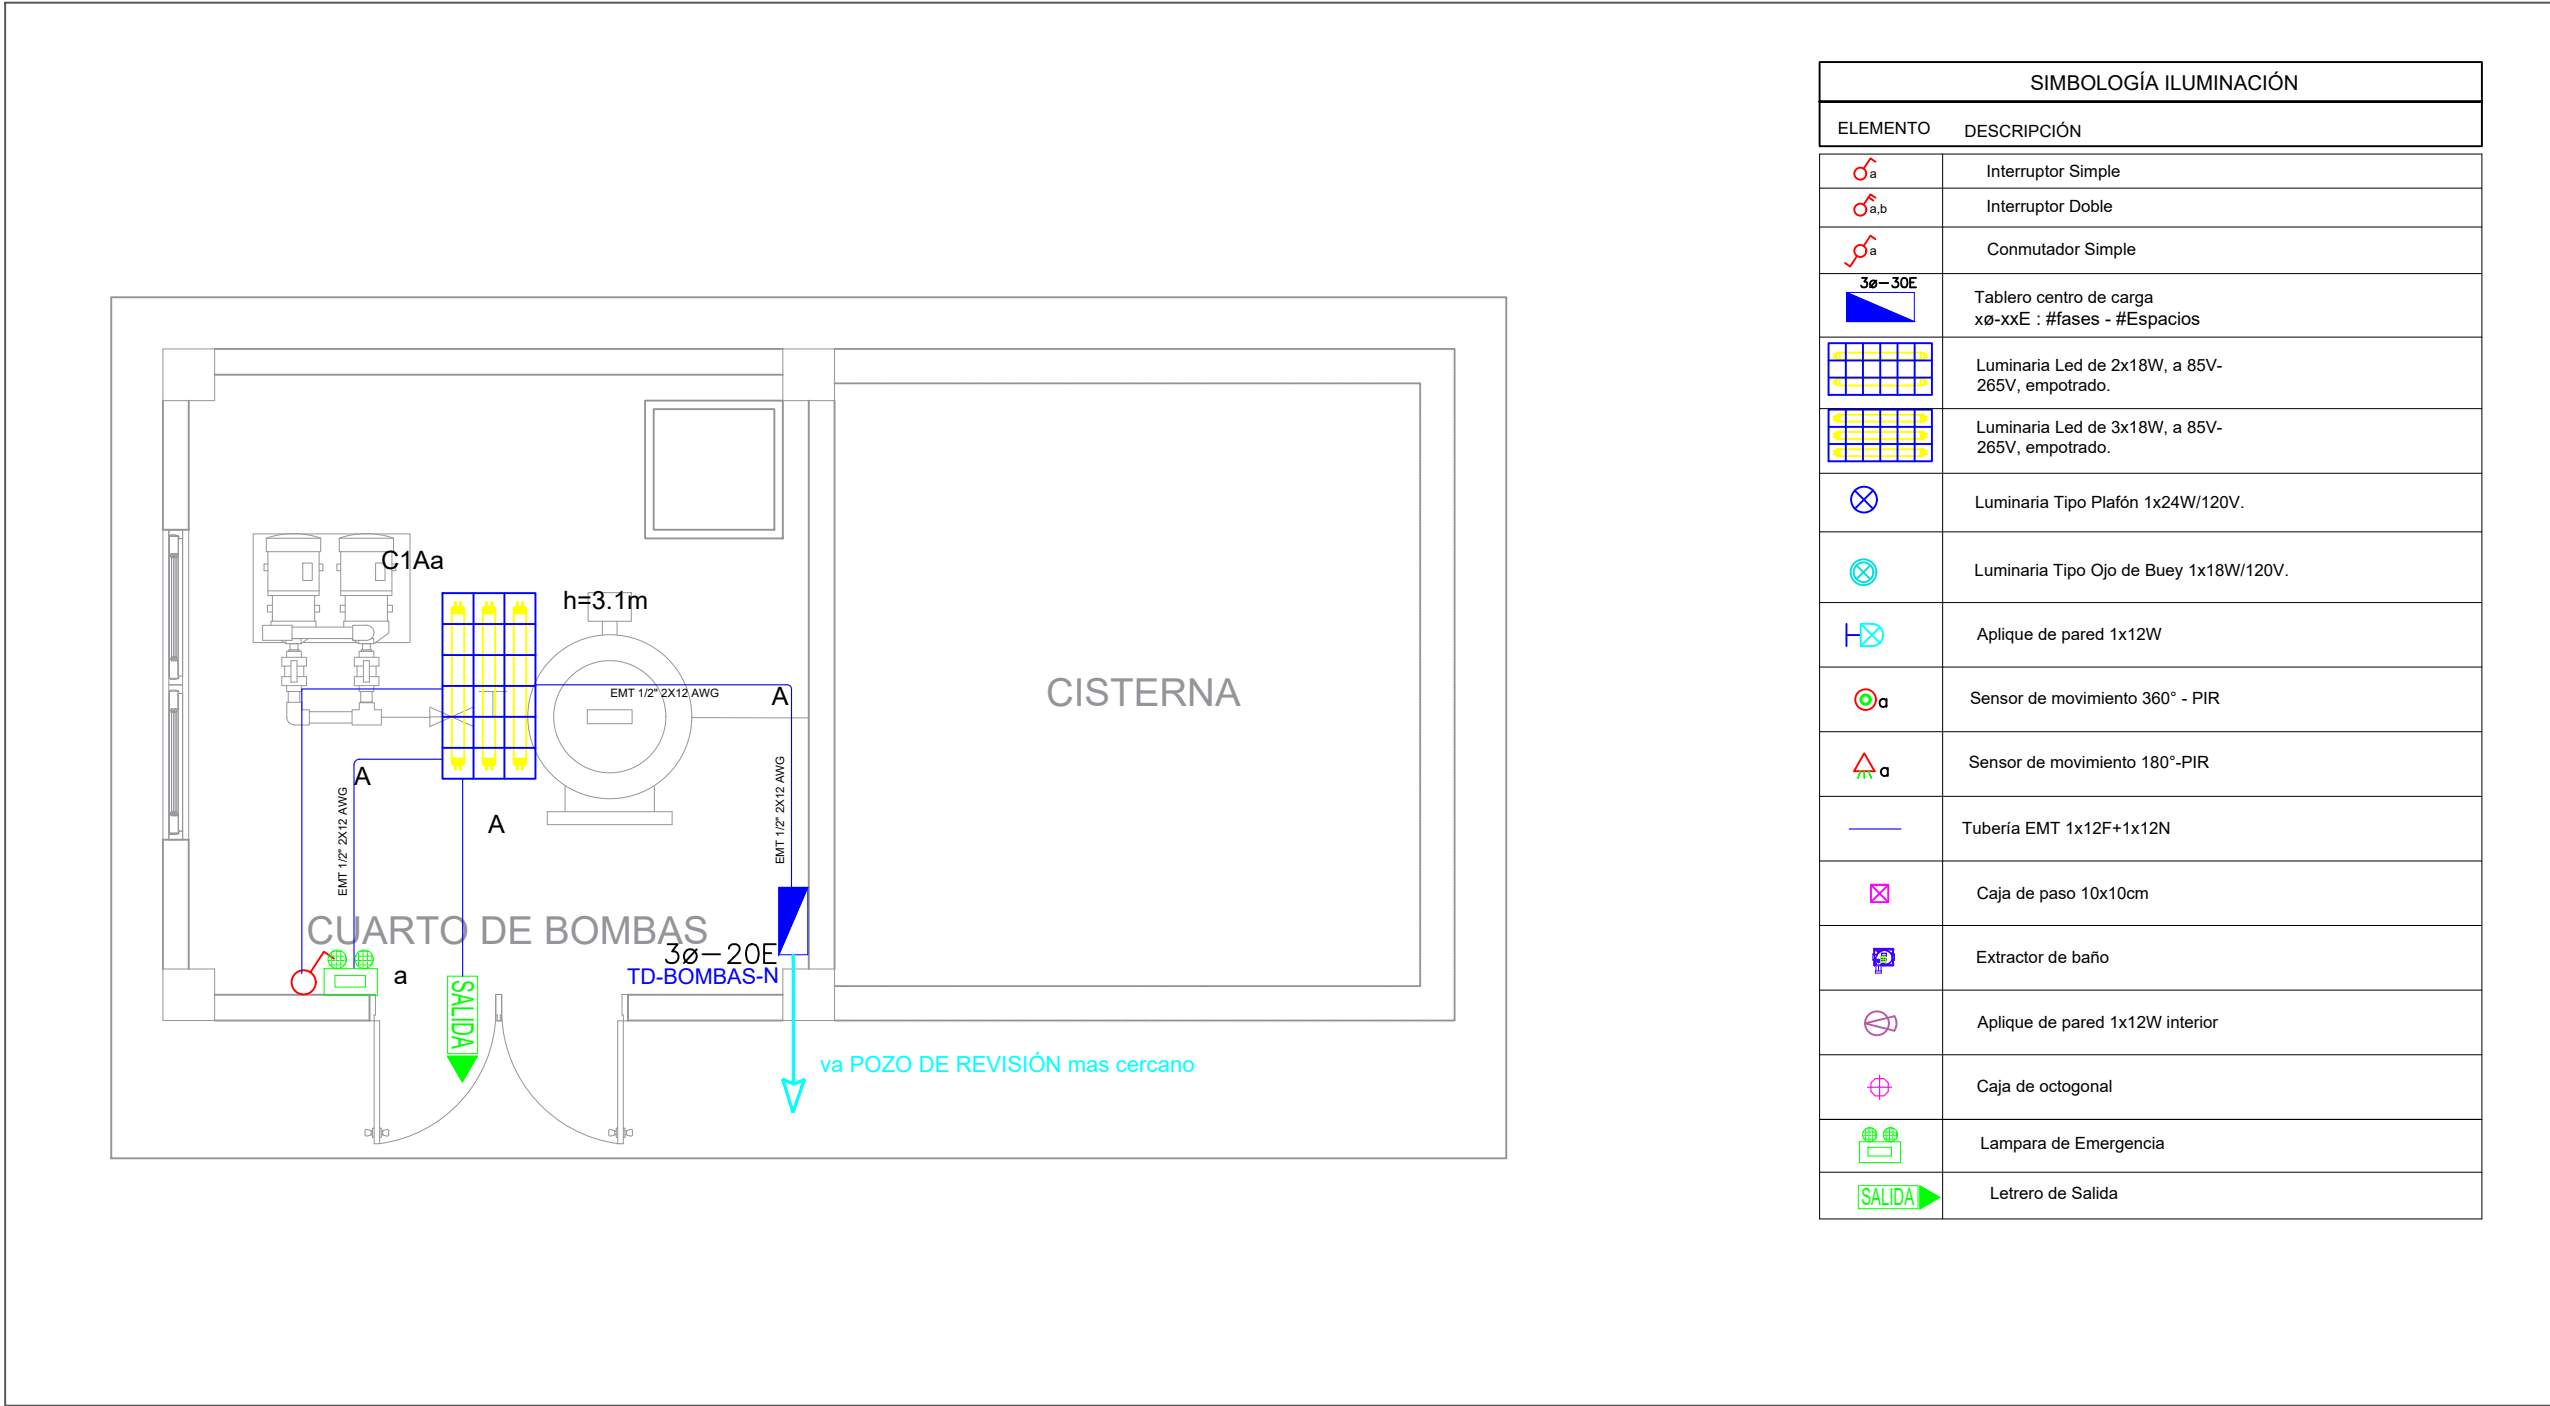 SIMBOLOGÍA ILUMINACIÓN
ELEMENTO DESCRIPCIÓN
a Interruptor Simple
a,b Interruptor Doble
a Conmutador Simple
3ø-30E
Tablero centro de carga
xø-xxE : #fases - #Espacios
Luminaria Led de 2x18W, a 85V-
265V, empotrado.
Luminaria Led de 3x18W, a 85V-
265V, empotrado.
Luminaria Tipo Plafón 1x24W/120V.
Luminaria Tipo Ojo de Buey 1x18W/120V.
Aplique de pared 1x12W
a Sensor de movimiento 360° - PIR
a Sensor de movimiento 180°-PIR
Tubería EMT 1x12F+1x12N
Caja de paso 10x10cm
Extractor de baño
Aplique de pared 1x12W interior
Caja de octogonal
Lampara de Emergencia
SALIDA Letrero de Salida
C1Aa
h=3.1m
EMT 1/2" 2X12 AWG
A
CISTERNA
A
EMT 1/2" 2X12 AWG
EMT 1/2" 2X12 AWG
A
CUARTO DE BOMBAS
3ø-20E
TD-BOMBAS-N
a
SALIDA
va POZO DE REVISIÓN mas cercano